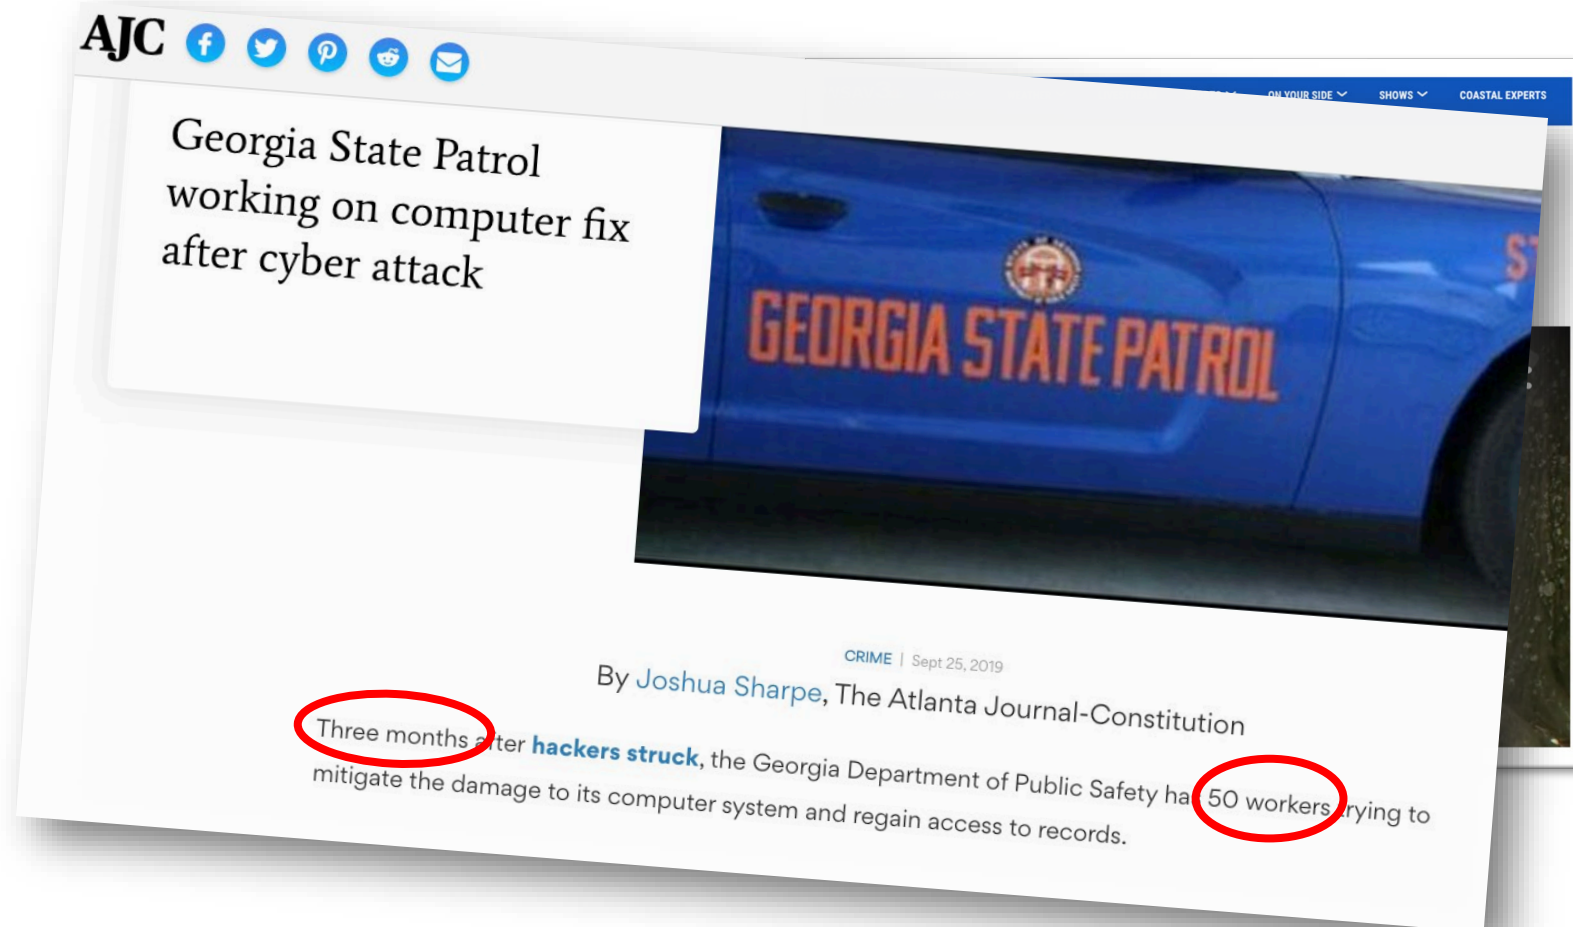 AJC
ON YOUR SIDE
SHOWS
COASTAL EXPERTS
Georgia State Patrol
working on computer fix
after cyber attack
GEORGIA STATE PATROL
CRIME | Sept 25, 2019
By Joshua Sharpe, The Atlanta Journal-Constitution
Three months after hackers struck, the Georgia Department of Public Safety has 50 workers trying to
mitigate the damage to its computer system and regain access to records.